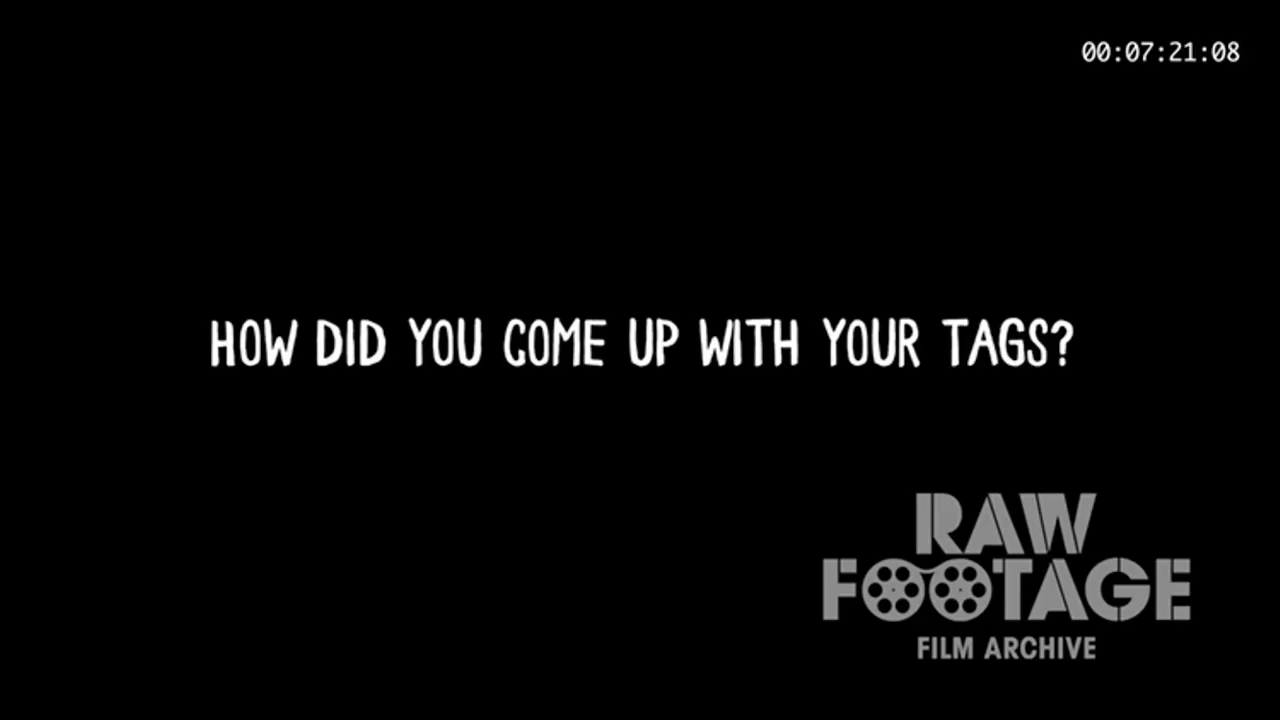 00:07:21:08
HOW DID YOU COME UP WITH YOUR TAGS?
RAW
FOOTAGE
FILM ARCHIVE